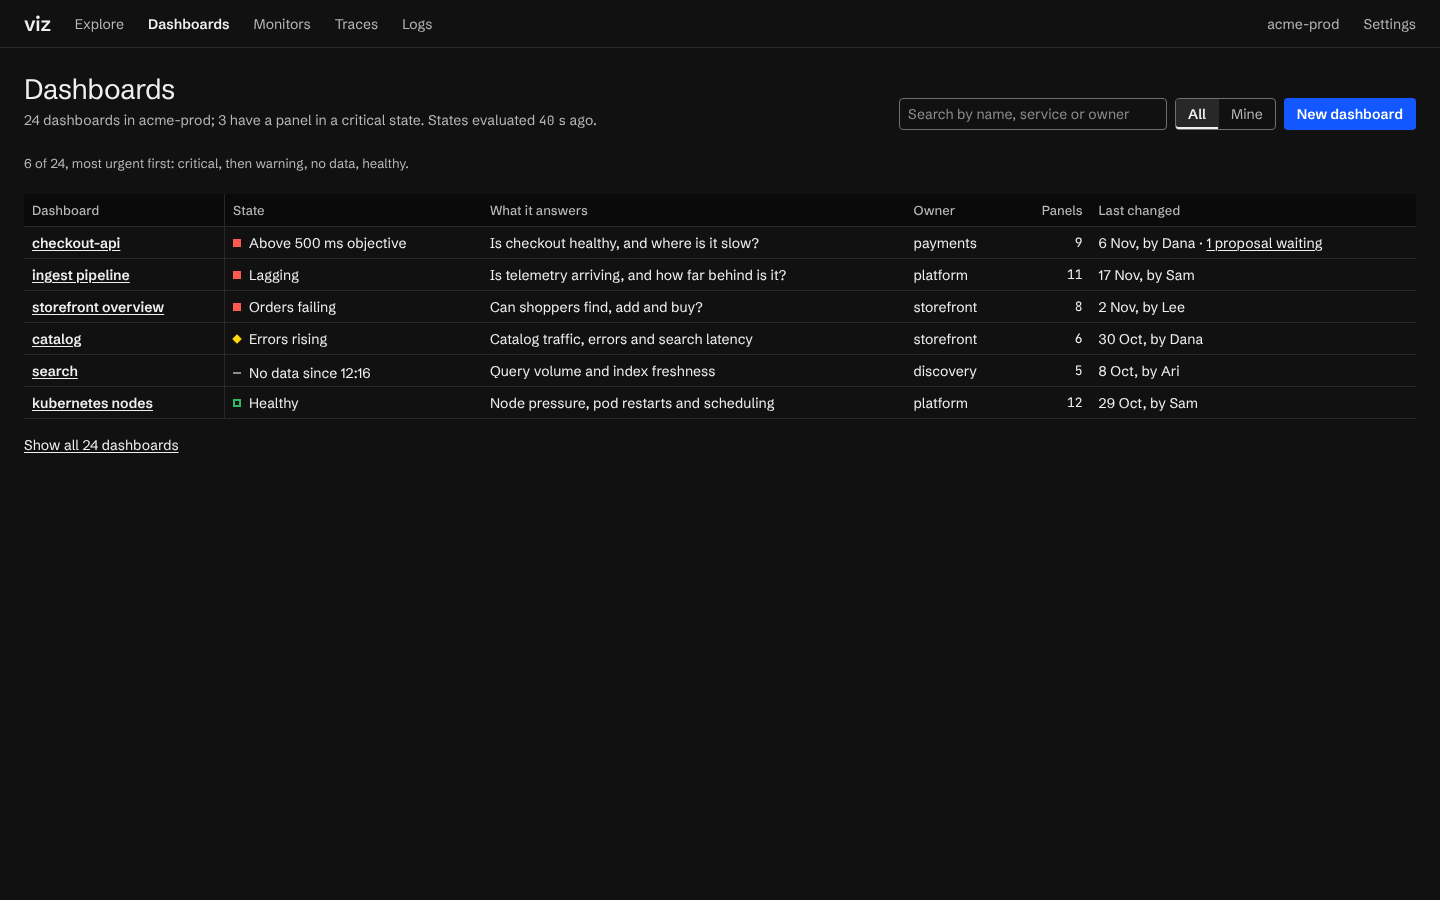 viz Explore Dashboards Monitors Traces Logs acme-prod Settings
Dashboards
24 dashboards in acme-prod; 3 have a panel in a critical state. States evaluated 40 s ago.
Search by name, service or owner All Mine New dashboard
6 of 24, most urgent first: critical, then warning, no data, healthy.
Dashboard State What it answers Owner Panels Last changed
checkout-api Above 500 ms objective Is checkout healthy, and where is it slow? payments 9 6 Nov, by Dana · 1 proposal waiting
ingest pipeline Lagging Is telemetry arriving, and how far behind is it? platform 11 17 Nov, by Sam
storefront overview Orders failing Can shoppers find, add and buy? storefront 8 2 Nov, by Lee
catalog Errors rising Catalog traffic, errors and search latency storefront 6 30 Oct, by Dana
search No data since 12:16 Query volume and index freshness discovery 5 8 Oct, by Ari
kubernetes nodes Healthy Node pressure, pod restarts and scheduling platform 12 29 Oct, by Sam
Show all 24 dashboards